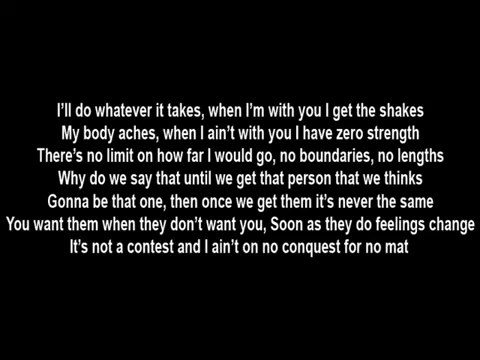 I'll do whatever it takes, when I'm with you I get the shakes
My body aches, when I ain't with you I have zero strength
There's no limit on how far I would go, no boundaries, no lengths
Why do we say that until we get that person that we thinks
Gonna be that one, then once we get them it's never the same
You want them when they don't want you, Soon as they do feelings change
It's not a contest and I ain't on no conquest for no mat